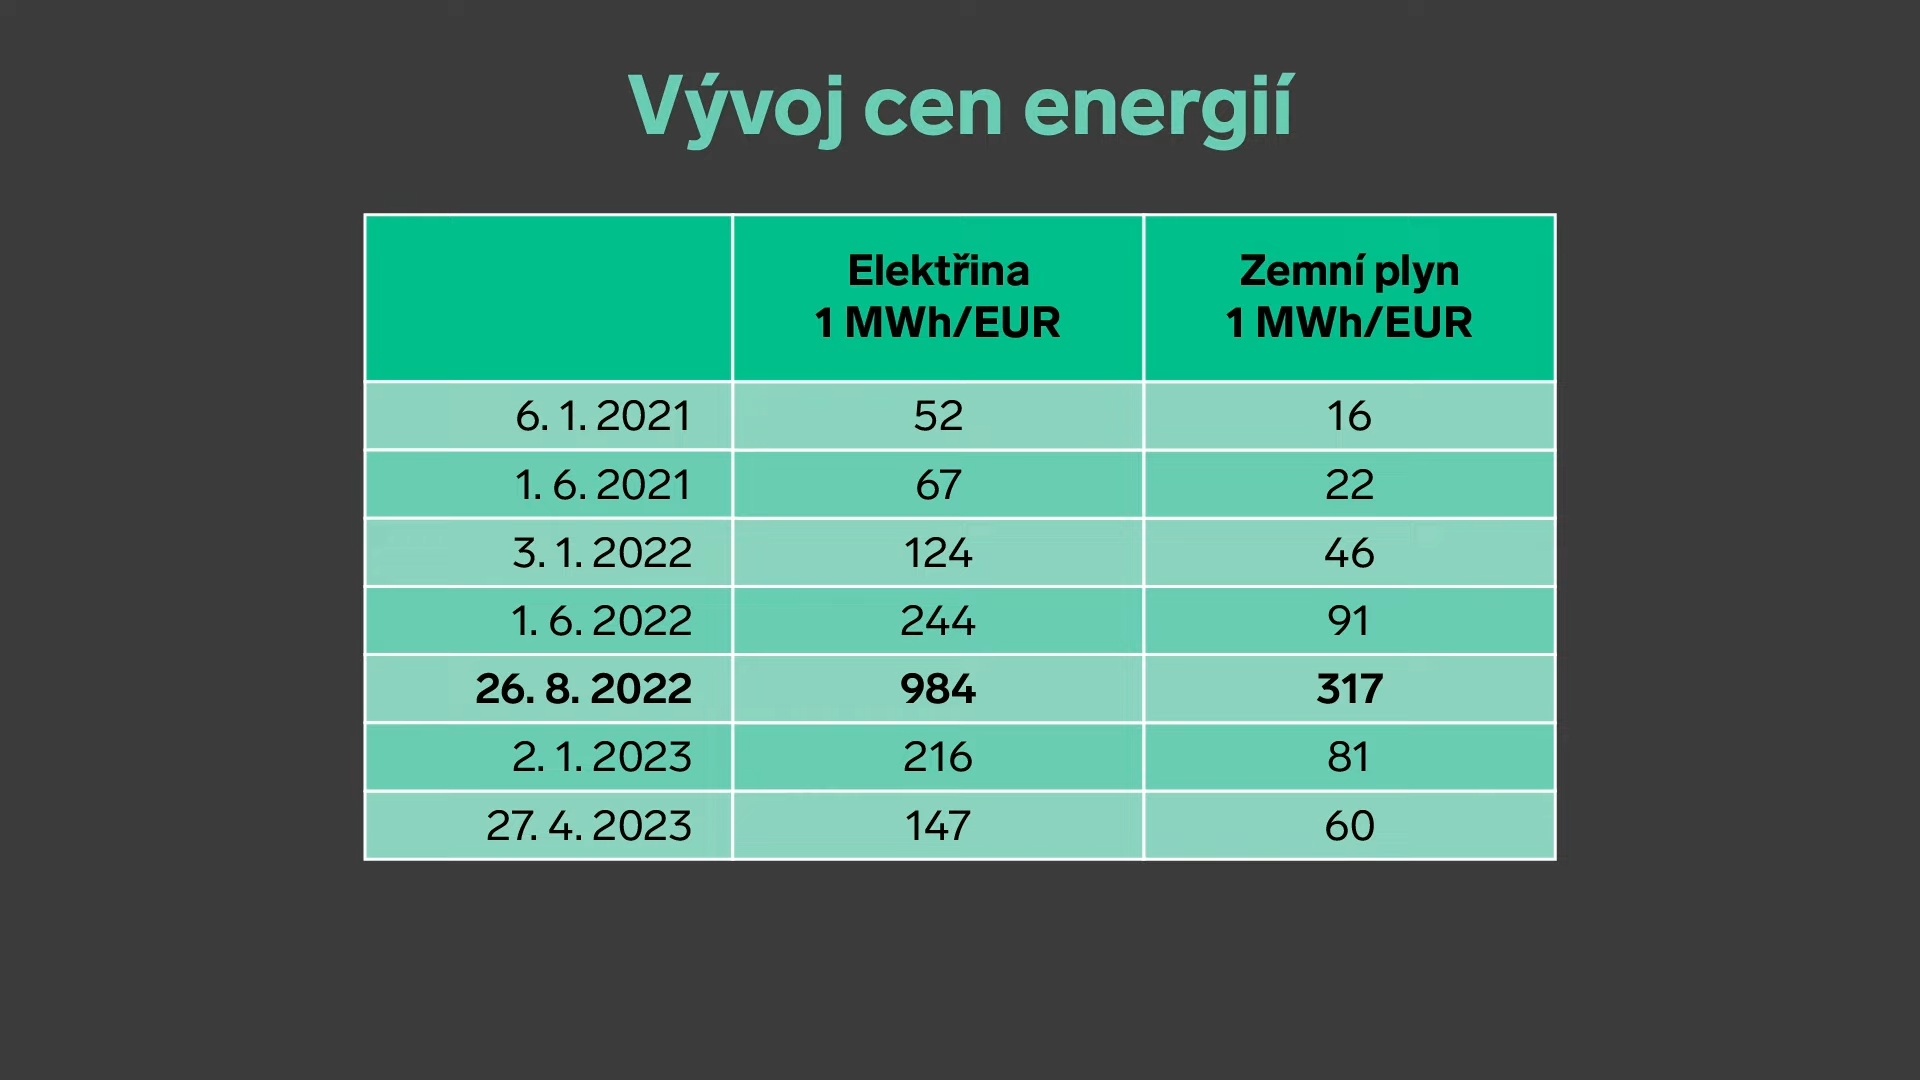 Vývoj cen energií
Elektřina Zemní plyn
1 MWh/EUR 1 MWh/EUR
6. 1. 2021 52 16
1. 6. 2021 67 22
3. 1. 2022 124 46
1. 6. 2022 244 91
26. 8. 2022 984 317
2. 1. 2023 216 81
27. 4. 2023 147 60